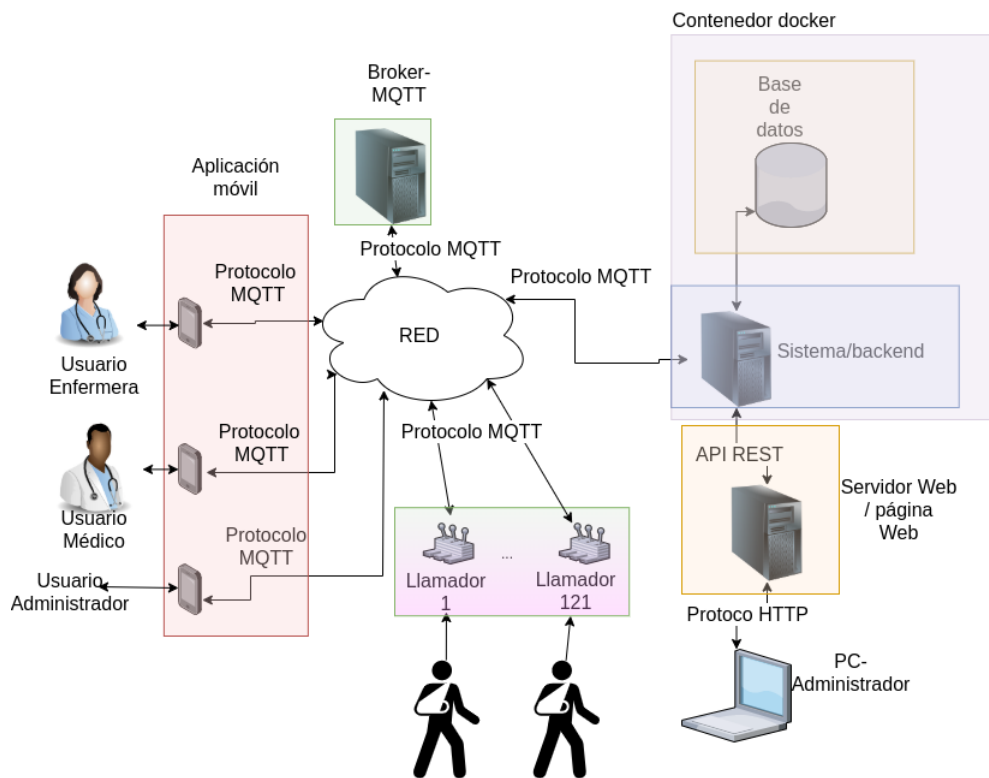 Contenedor docker
Broker-
MQTT
Base
de
datos
Aplicación
móvil
Protocolo MQTT
Protocolo MQTT
Protocolo
MQTT
RED
Sistema/backend
Usuario
Enfermera
Protocolo MQTT
Protocolo
MQTT
API REST
Servidor Web
/ página
Web
Usuario
Médico
Protocolo
MQTT
...
Usuario
Administrador
Llamador
1
Llamador
121
Protoco HTTP
PC-
Administrador